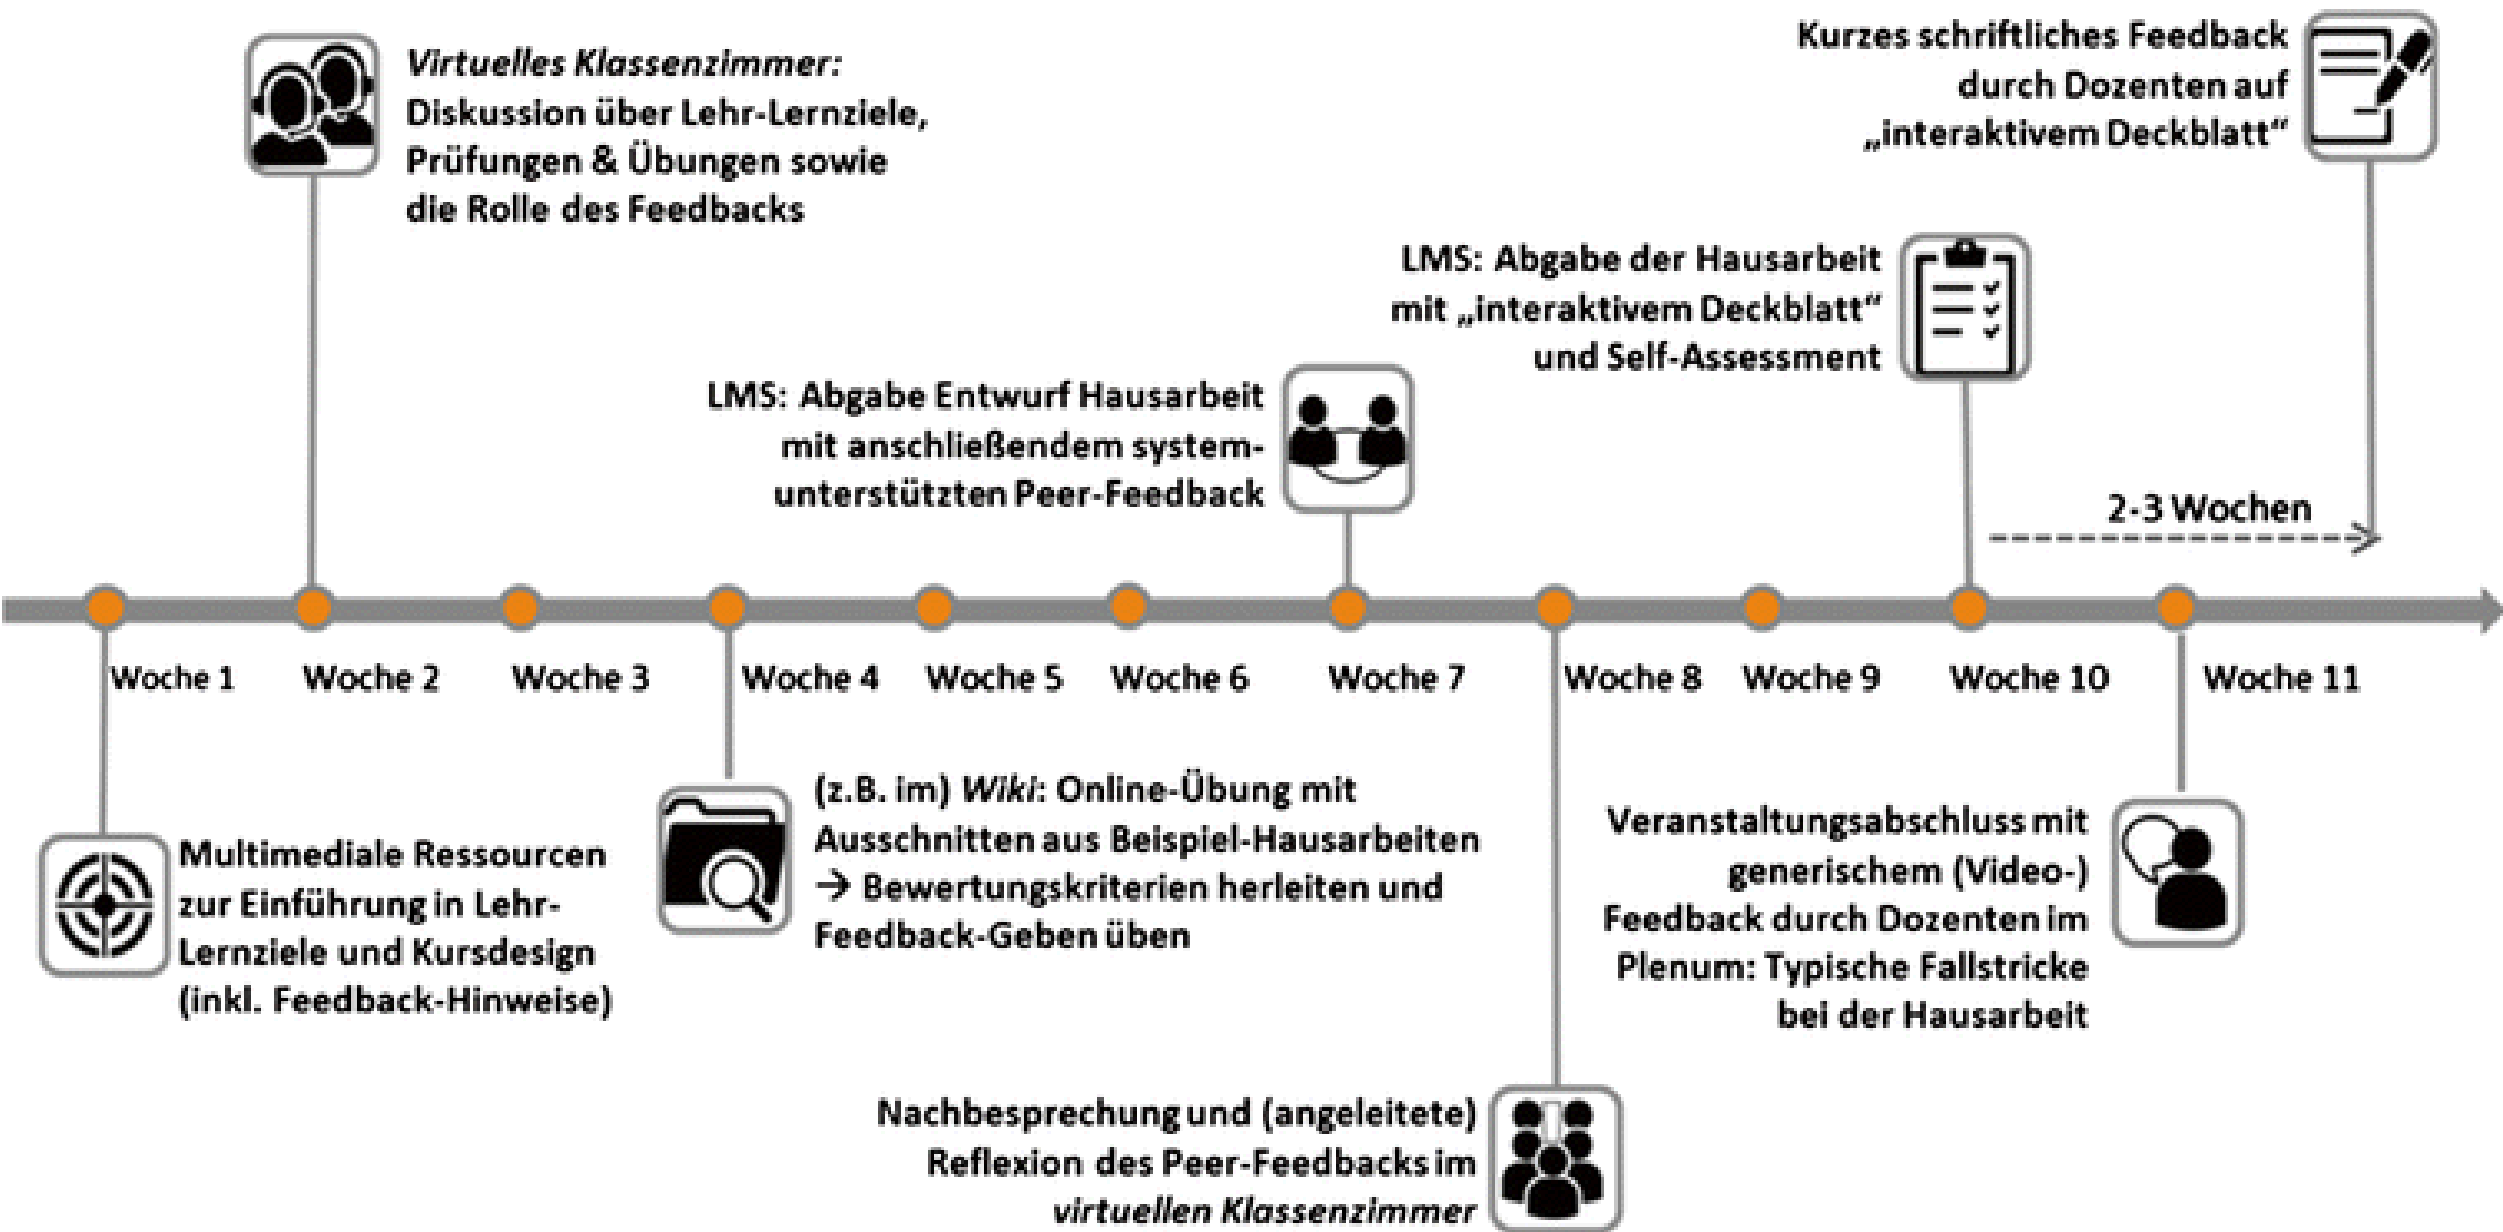 Virtuelles Klassenzimmer:
Diskussion über Lehr-Lernziele,
Prüfungen & Übungen sowie
die Rolle des Feedbacks
Kurzes schriftliches Feedback
durch Dozenten auf
„interaktivem Deckblatt“
LMS: Abgabe der Hausarbeit
mit „interaktivem Deckblatt“
und Self-Assessment
LMS: Abgabe Entwurf Hausarbeit
mit anschließendem system-
unterstützten Peer-Feedback
2-3 Wochen
Woche 1
Woche 2
Woche 3
Woche 4
Woche 5
Woche 6
Woche 7
Woche 8
Woche 9
Woche 10
Woche 11
Multimediale Ressourcen
zur Einführung in Lehr-
Lernziele und Kursdesign
(inkl. Feedback-Hinweise)
(z.B. im) Wiki: Online-Übung mit
Ausschnitten aus Beispiel-Hausarbeiten
→ Bewertungskriterien herleiten und
Feedback-Geben üben
Veranstaltungsabschluss mit
generischem (Video-)
Feedback durch Dozenten im
Plenum: Typische Fallstricke
bei der Hausarbeit
Nachbesprechung und (angeleitete)
Reflexion des Peer-Feedbacks im
virtuellen Klassenzimmer